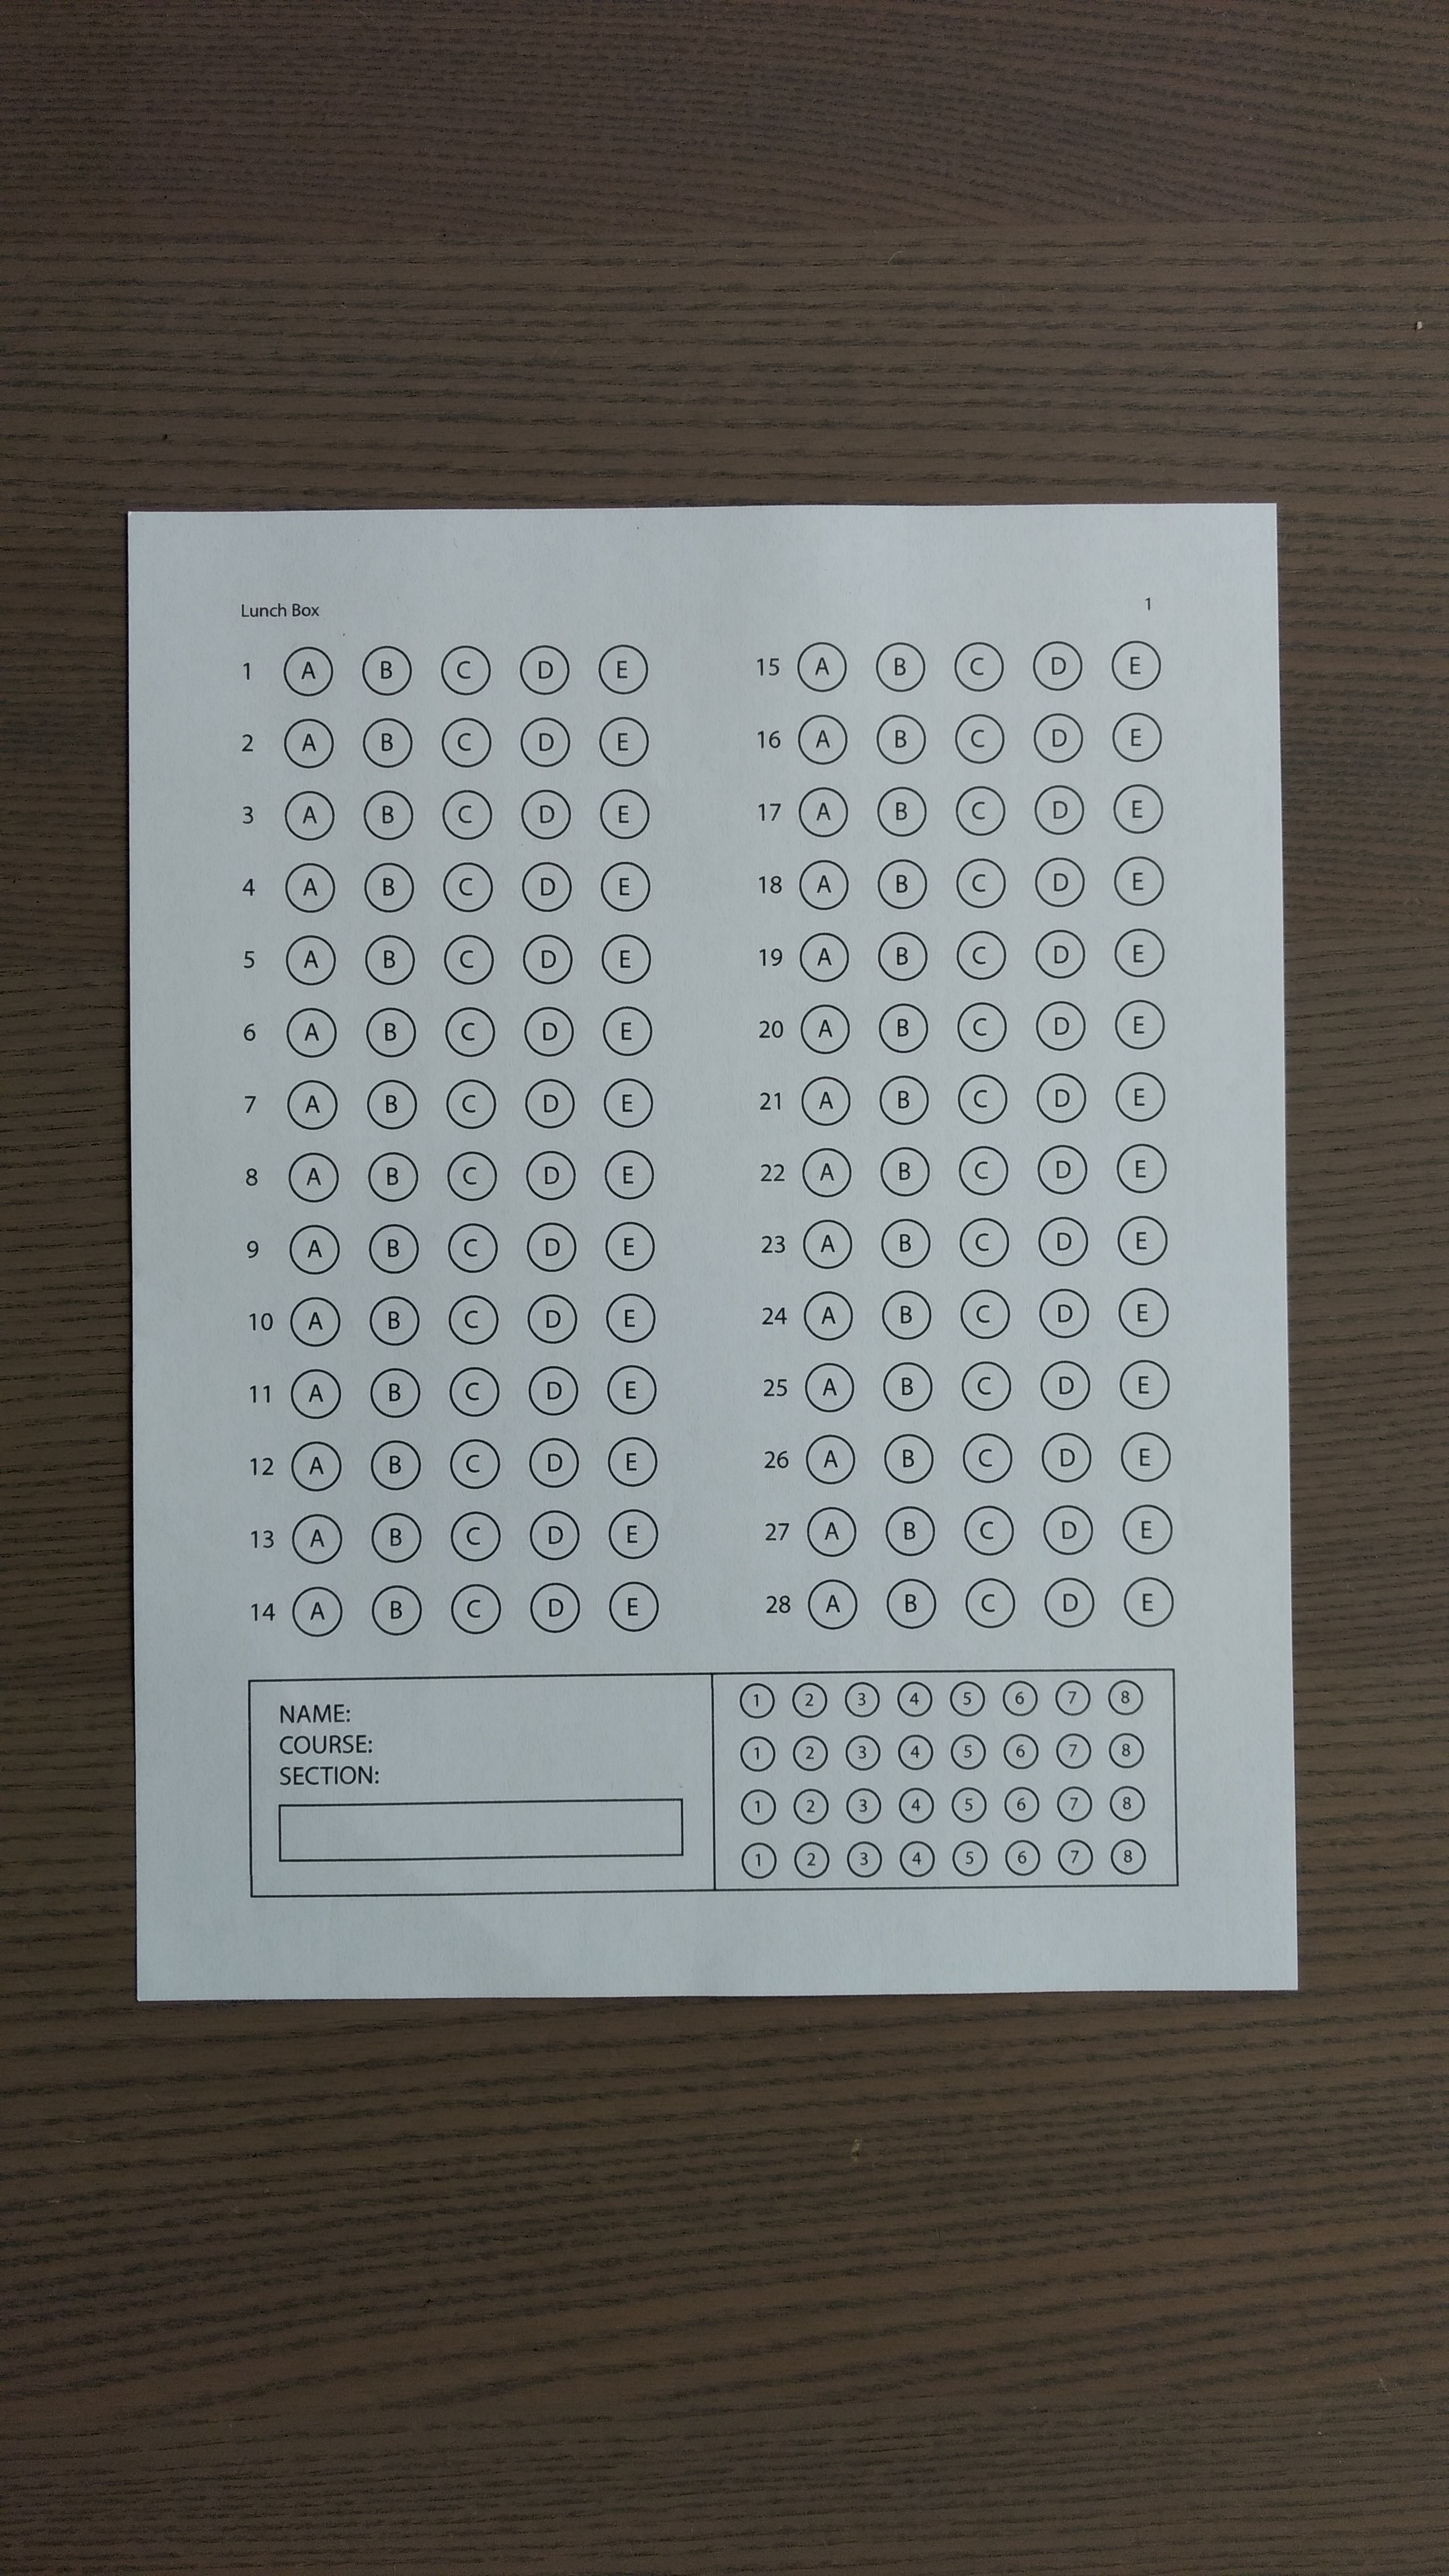 Lunch Box 1
1 A B C D E
2 A B C D E
3 A B C D E
4 A B C D E
5 A B C D E
6 A B C D E
7 A B C D E
8 A B C D E
9 A B C D E
10 A B C D E
11 A B C D E
12 A B C D E
13 A B C D E
14 A B C D E
15 A B C D E
16 A B C D E
17 A B C D E
18 A B C D E
19 A B C D E
20 A B C D E
21 A B C D E
22 A B C D E
23 A B C D E
24 A B C D E
25 A B C D E
26 A B C D E
27 A B C D E
28 A B C D E
NAME:
COURSE:
SECTION:
1 2 3 4 5 6 7 8
1 2 3 4 5 6 7 8
1 2 3 4 5 6 7 8
1 2 3 4 5 6 7 8